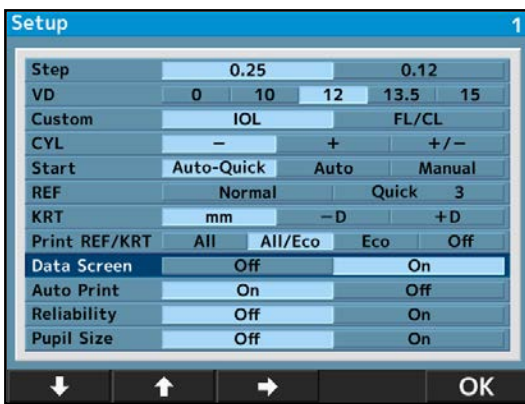 Setup 1
Step 0.25 0.12
VD 0 10 12 13.5 15
Custom IOL FL/CL
CYL − + +/−
Start Auto-Quick Auto Manual
REF Normal Quick 3
KRT mm −D +D
Print REF/KRT All All/Eco Eco Off
Data Screen Off On
Auto Print On Off
Reliability Off On
Pupil Size Off On
OK